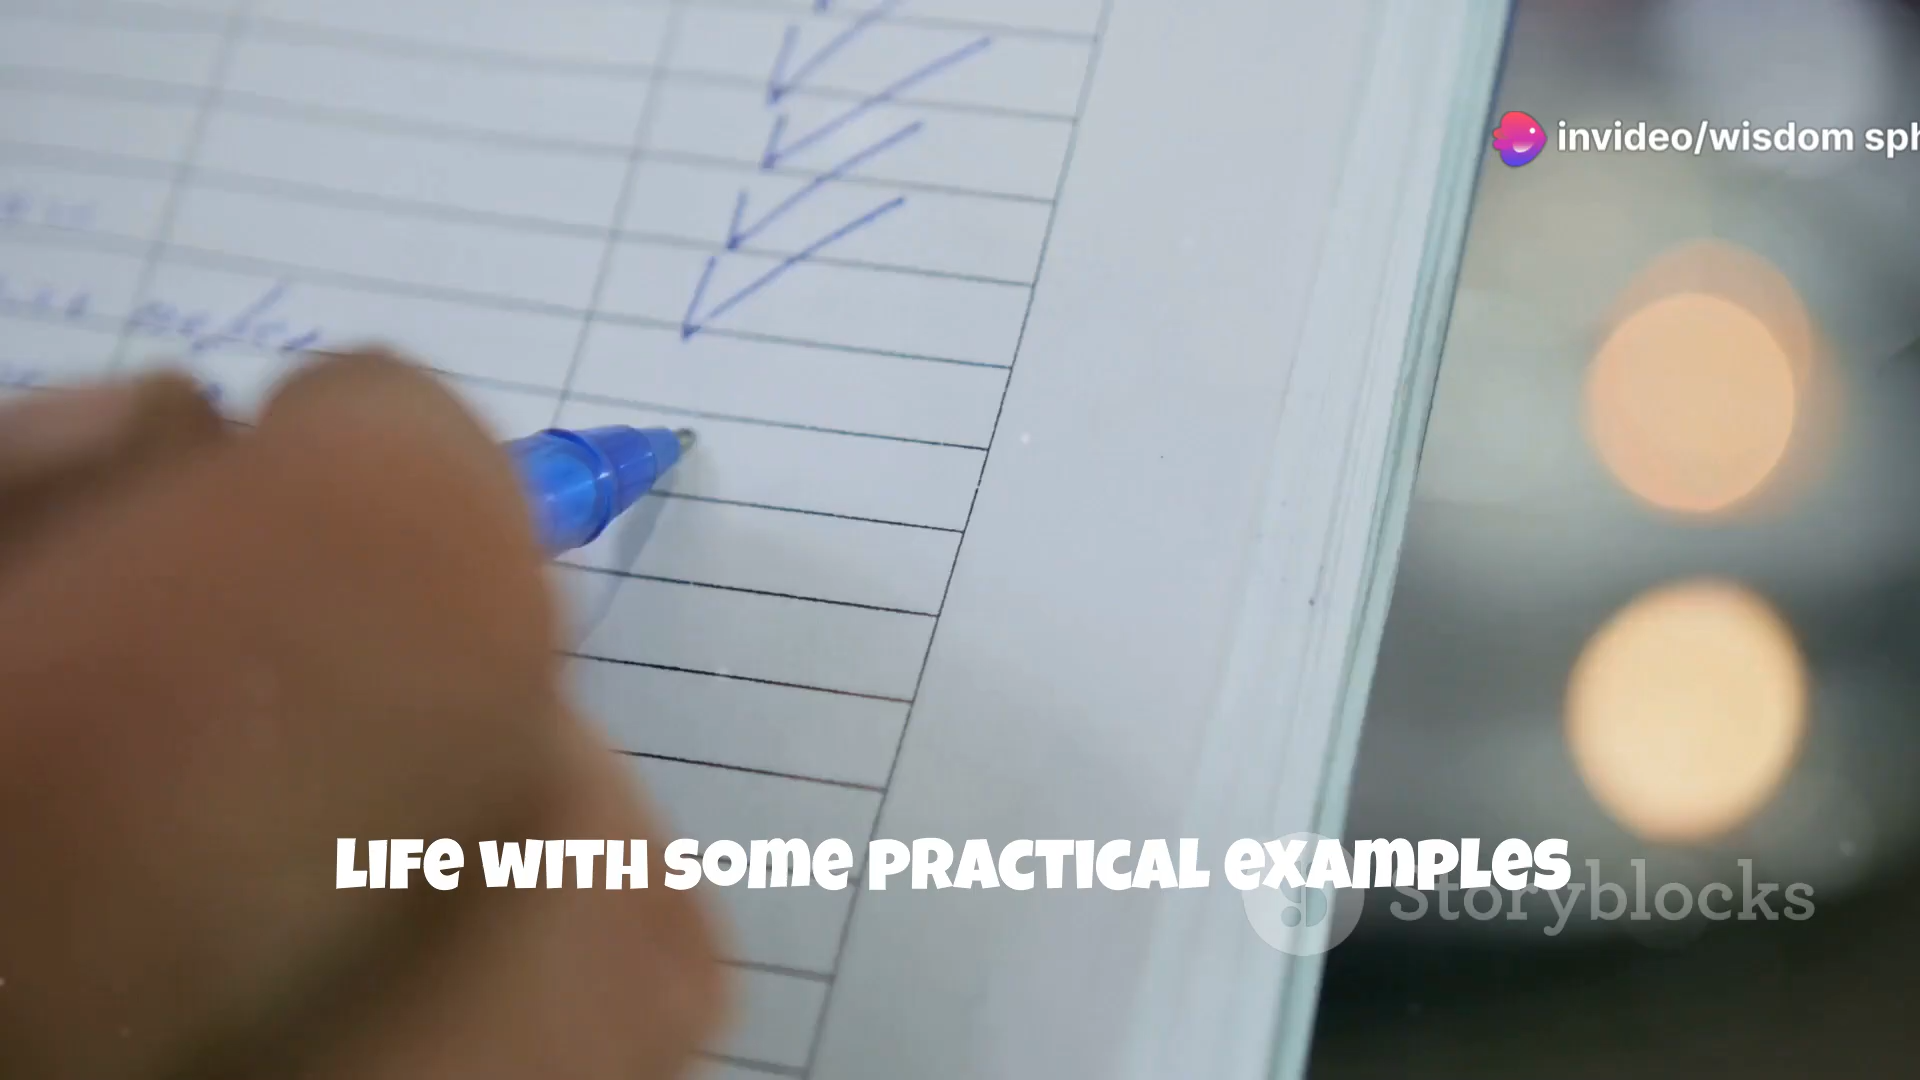 invideo/wisdom sph
Life with some practical examples
Storyblocks